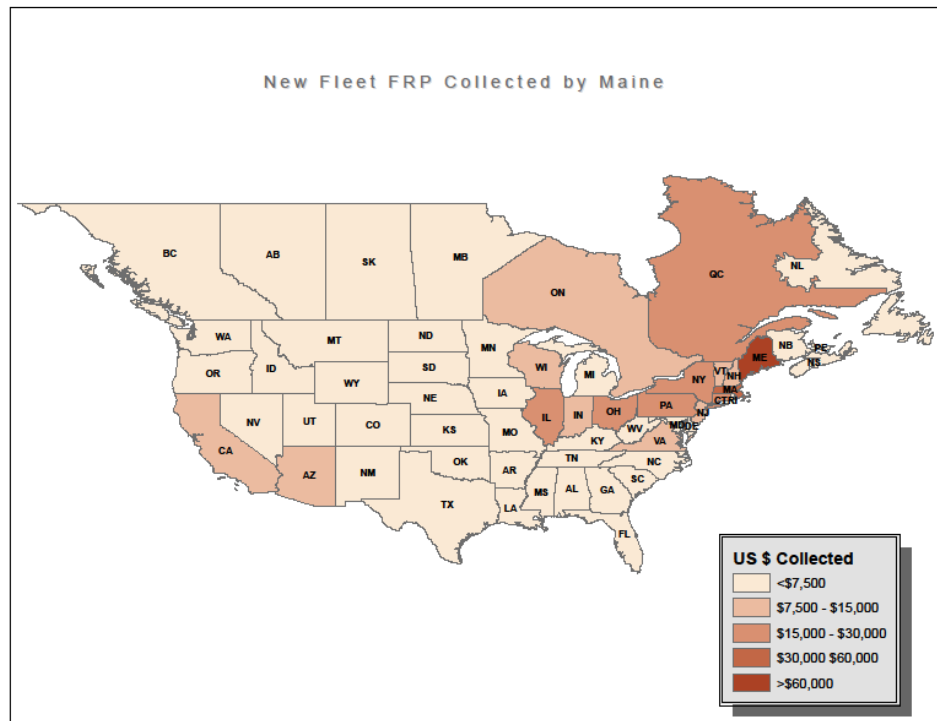 New Fleet FRP Collected by Maine
BC
AB
SK
MB
ON
QC
NL
WA
MT
ND
MN
OR
ID
WY
SD
WI
MI
NY
VT
NH
ME
NB
PE
NS
MA
CT
RI
NV
UT
CO
NE
IA
IL
IN
OH
PA
NJ
CA
AZ
NM
KS
MO
KY
WV
VA
MD
DE
OK
AR
TN
NC
TX
LA
MS
AL
GA
SC
FL
US $ Collected
<$7,500
$7,500 - $15,000
$15,000 - $30,000
$30,000 $60,000
>$60,000